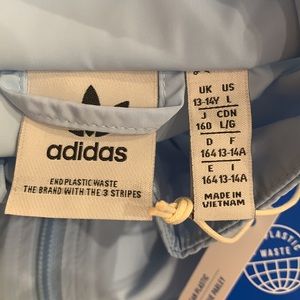 adidas
END PLASTIC WASTE
THE BRAND WITH THE 3 STRIPES
UK US
13-14Y L
J CDN
160 L/G
D F
164 13-14A
E I
164 13-14A
MADE IN
VIETNAM
PLASTIC
PARLEY